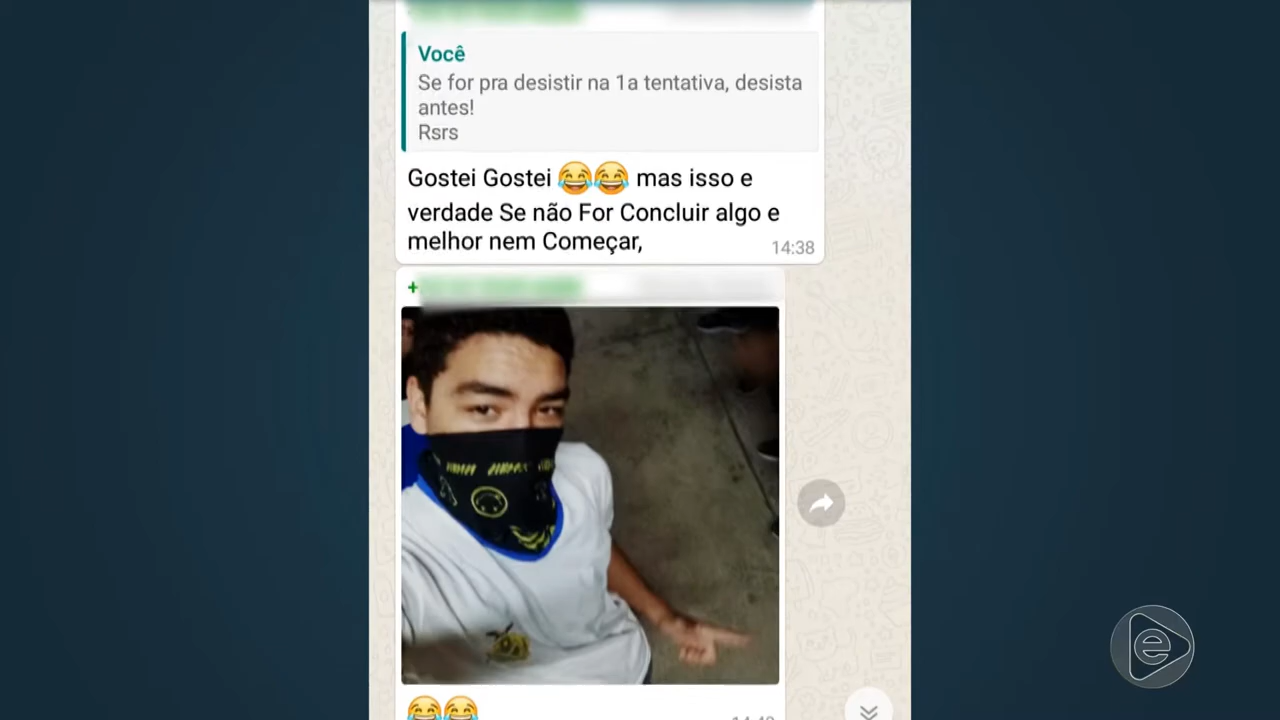 Você
Se for pra desistir na 1a tentativa, desista
antes!
Rsrs
Gostei Gostei 😂😂 mas isso e
verdade Se não For Concluir algo e
melhor nem Começar,
14:38
+
e